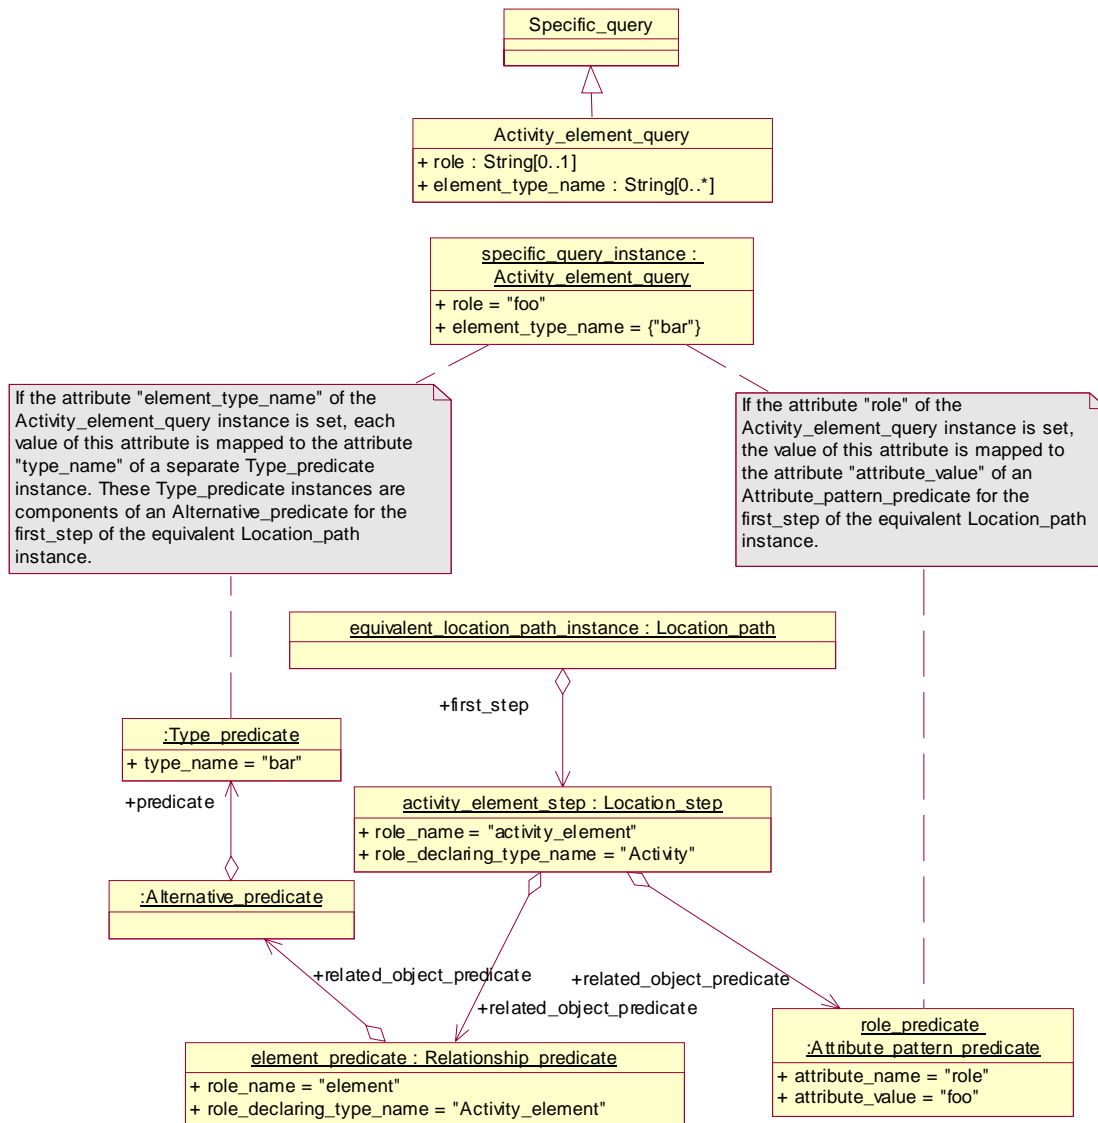 Specific_query
Activity_element_query
+ role : String[0..1]
+ element_type_name : String[0..*]
specific_query_instance :
Activity_element_query
+ role = "foo"
+ element_type_name = {"bar"}
If the attribute "element_type_name" of the
Activity_element_query instance is set, each
value of this attribute is mapped to the attribute
"type_name" of a separate Type_predicate
instance. These Type_predicate instances are
components of an Alternative_predicate for the
first_step of the equivalent Location_path
instance.
If the attribute "role" of the
Activity_element_query instance is set,
the value of this attribute is mapped to
the attribute "attribute_value" of an
Attribute_pattern_predicate for the
first_step of the equivalent Location_path
instance.
equivalent_location_path_instance : Location_path
+first_step
:Type_predicate
+ type_name = "bar"
+predicate
activity_element_step : Location_step
+ role_name = "activity_element"
+ role_declaring_type_name = "Activity"
:Alternative_predicate
+related_object_predicate
+related_object_predicate
+related_object_predicate
element_predicate : Relationship_predicate
+ role_name = "element"
+ role_declaring_type_name = "Activity_element"
role_predicate
:Attribute_pattern_predicate
+ attribute_name = "role"
+ attribute_value = "foo"